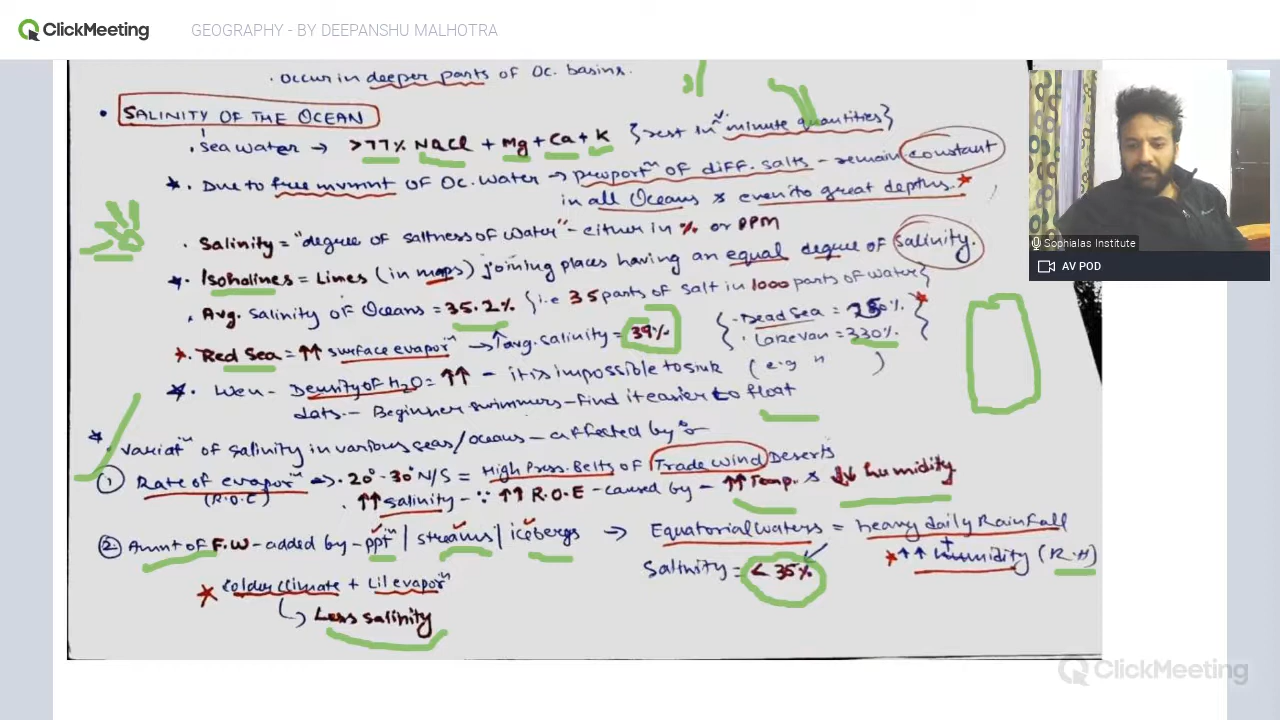 ClickMeeting
GEOGRAPHY - BY DEEPANSHU MALHOTRA
• occur in deeper parts of Oc. basins.
• SALINITY OF THE OCEAN
• sea water → >77% NaCl + Mg + Ca + K {rest in minute quantities}
• Due to free mvmnt of Oc. water → proport^n of diff. salts - remain constant
in all Oceans & even to great depths.
• Salinity = "degree of saltness of water" - either in % or PPM
• Isohalines = Limes (in maps) joining places having an equal degree of salinity.
• Avg. salinity of Oceans = 35.2% {i.e 35 parts of salt in 1000 parts of water}
Red Sea = ↑↑ surface evapor^n → ↑avg. salinity = 39%
{ • Dead Sea = 250%.
• Lake Van = 330%. }
Wen - Density of H2O = ↑↑ - it is impossible to sink (e.g " )
dats. - Beginner swimmers - find it easier to float
• Variat^n of salinity in various seas/oceans - affected by :-
① Rate of evapor^n → • 20° - 30° N/S = High Press. Belts of Trade wind Deserts
(R.O.E) • ↑↑ salinity - ∵ ↑↑ R.O.E - caused by - ↑↑ Temp. & ↓↓ humidity
② Amnt of F.W - added by - ppt^n | streams | icebergs → Equatorial waters = heavy daily RainFall
+
↑↑ humidity (R.H)
Salinity = < 35%
colder climate + Lil evapor^n
Less salinity
Sophialas Institute
AV POD
ClickMeeting